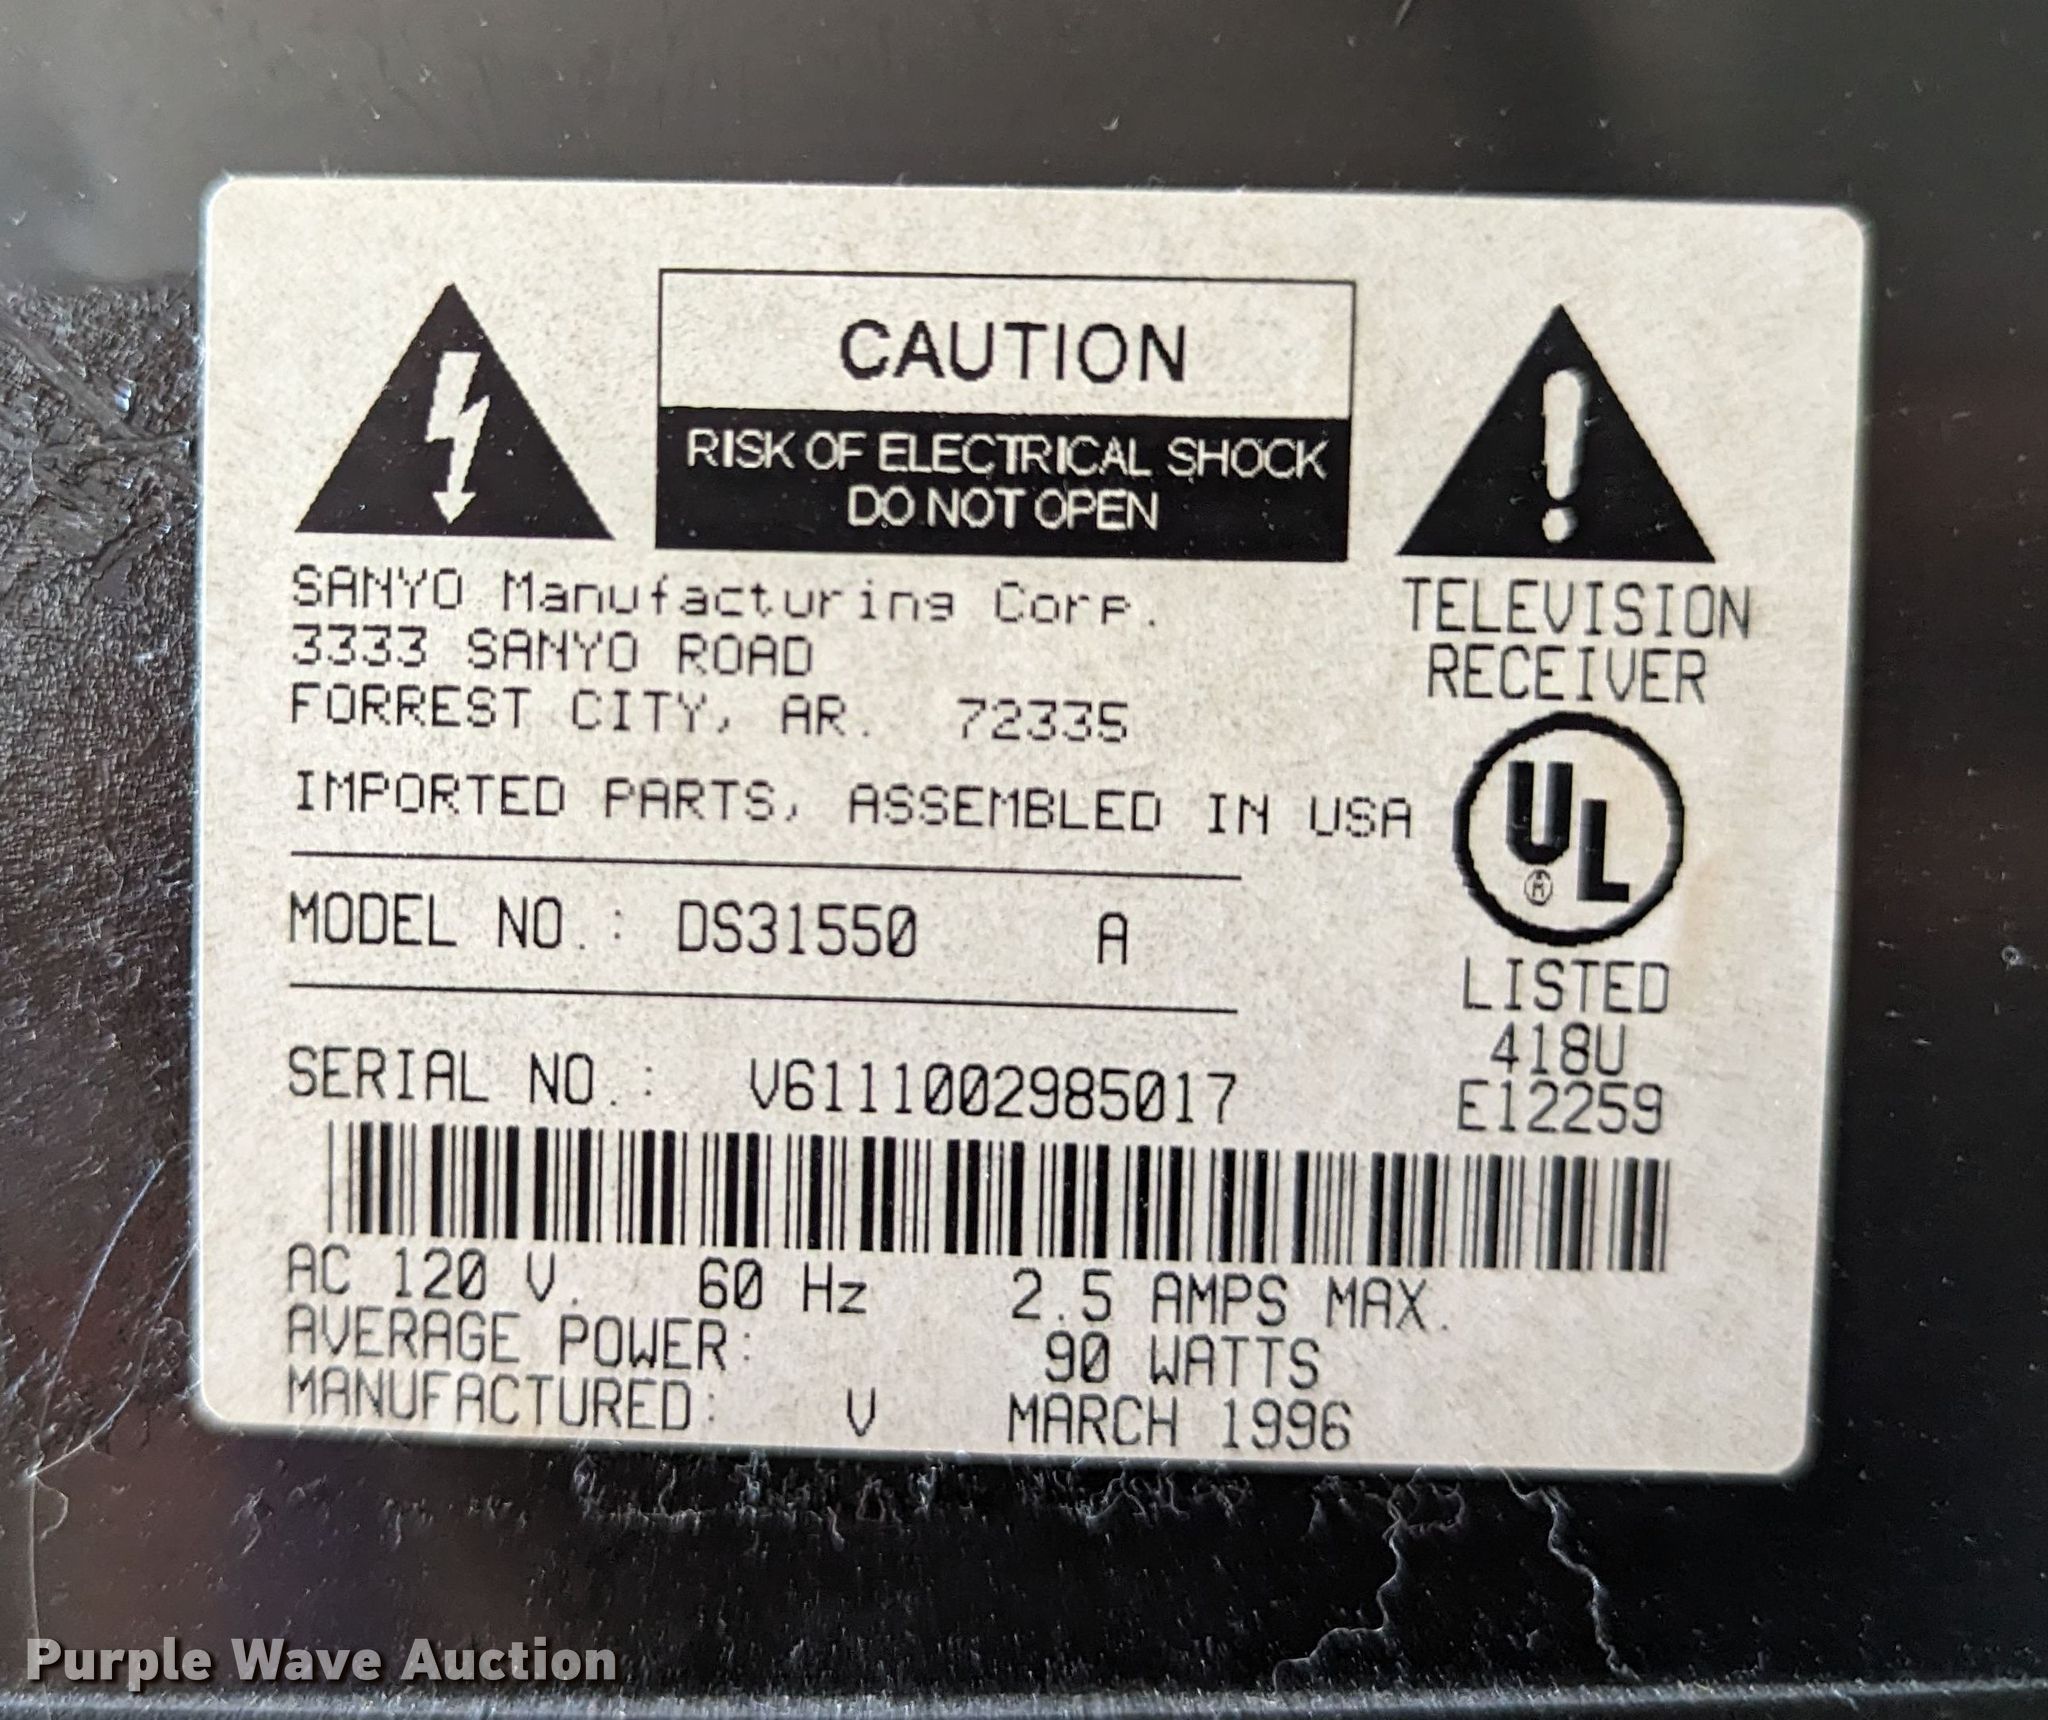 CAUTION
RISK OF ELECTRICAL SHOCK
DO NOT OPEN
SANYO Manufacturing Corp.
3333 SANYO ROAD
FORREST CITY, AR. 72335
IMPORTED PARTS, ASSEMBLED IN USA
TELEVISION
RECEIVER
UL
®
LISTED
418U
E12259
MODEL NO.: DS31550 A
SERIAL NO.: V6111002985017
AC 120 V. 60 Hz 2.5 AMPS MAX.
AVERAGE POWER: 90 WATTS
MANUFACTURED: V MARCH 1996
Purple Wave Auction